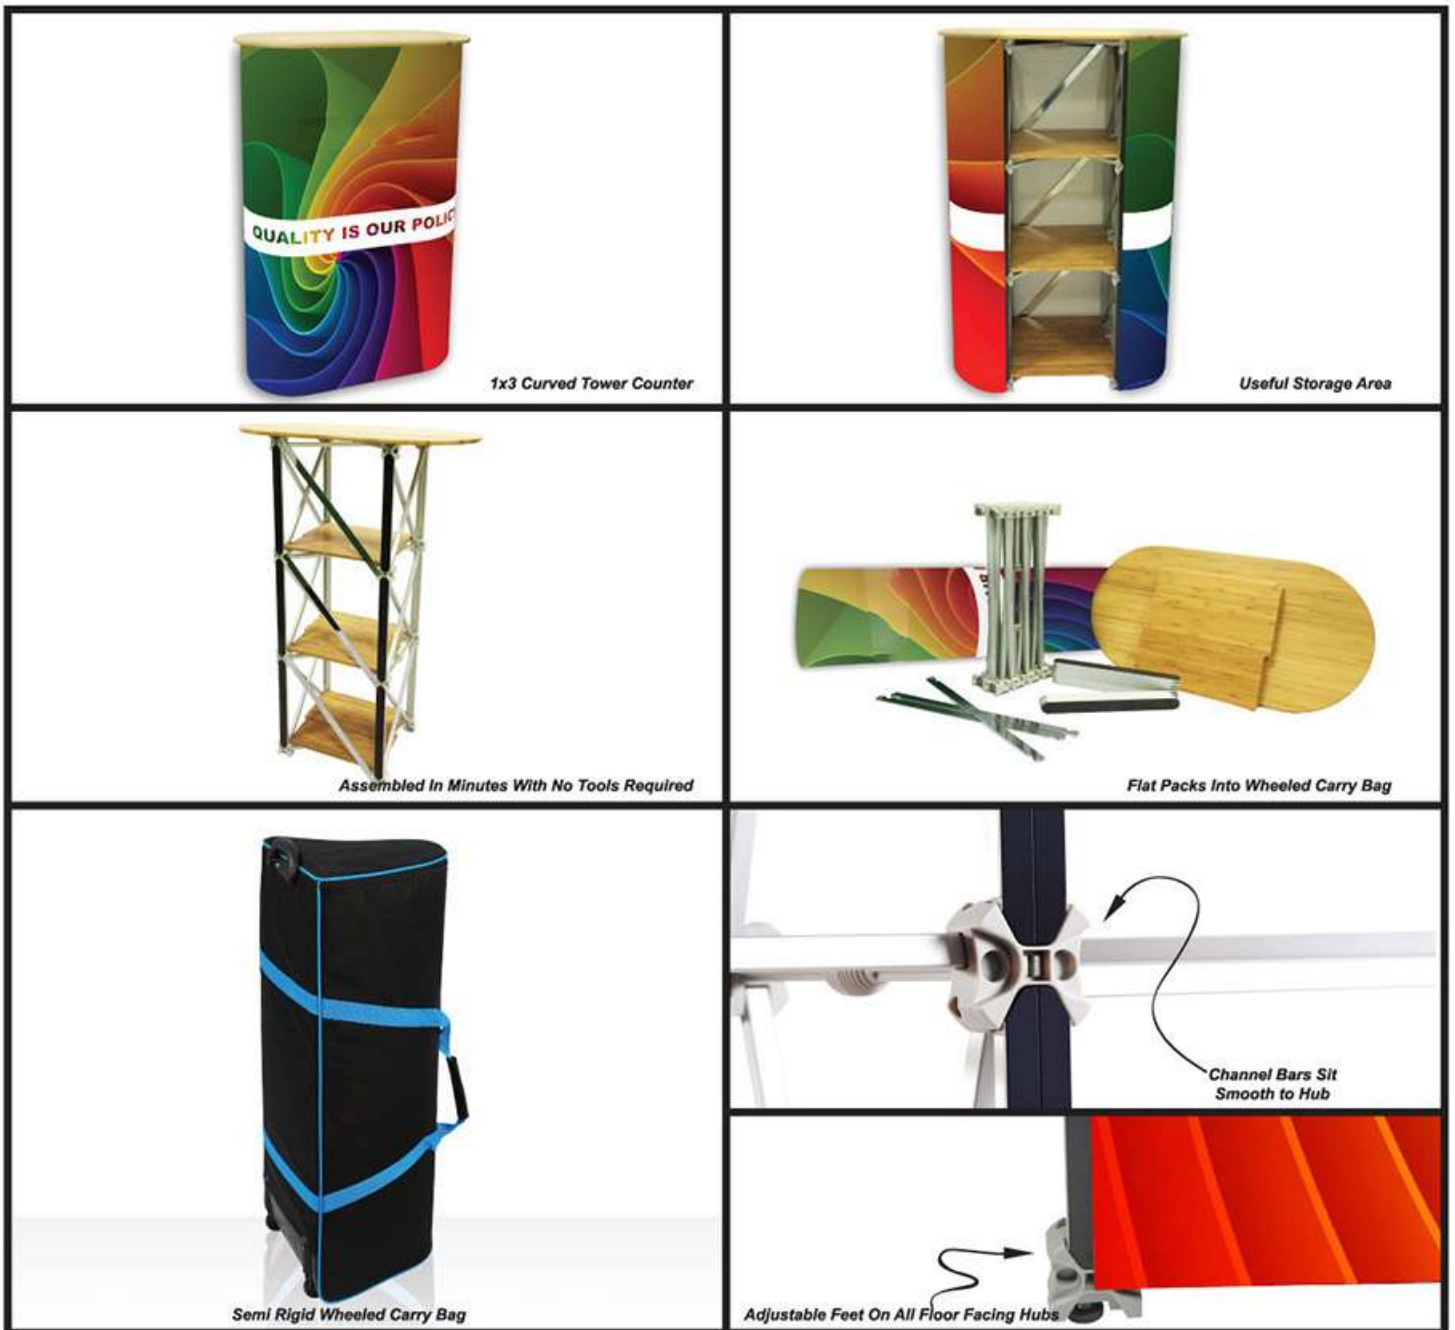 QUALITY IS OUR POLIC
1x3 Curved Tower Counter
Useful Storage Area
Assembled In Minutes With No Tools Required
Flat Packs Into Wheeled Carry Bag
Semi Rigid Wheeled Carry Bag
Channel Bars Sit
Smooth to Hub
Adjustable Feet On All Floor Facing Hubs